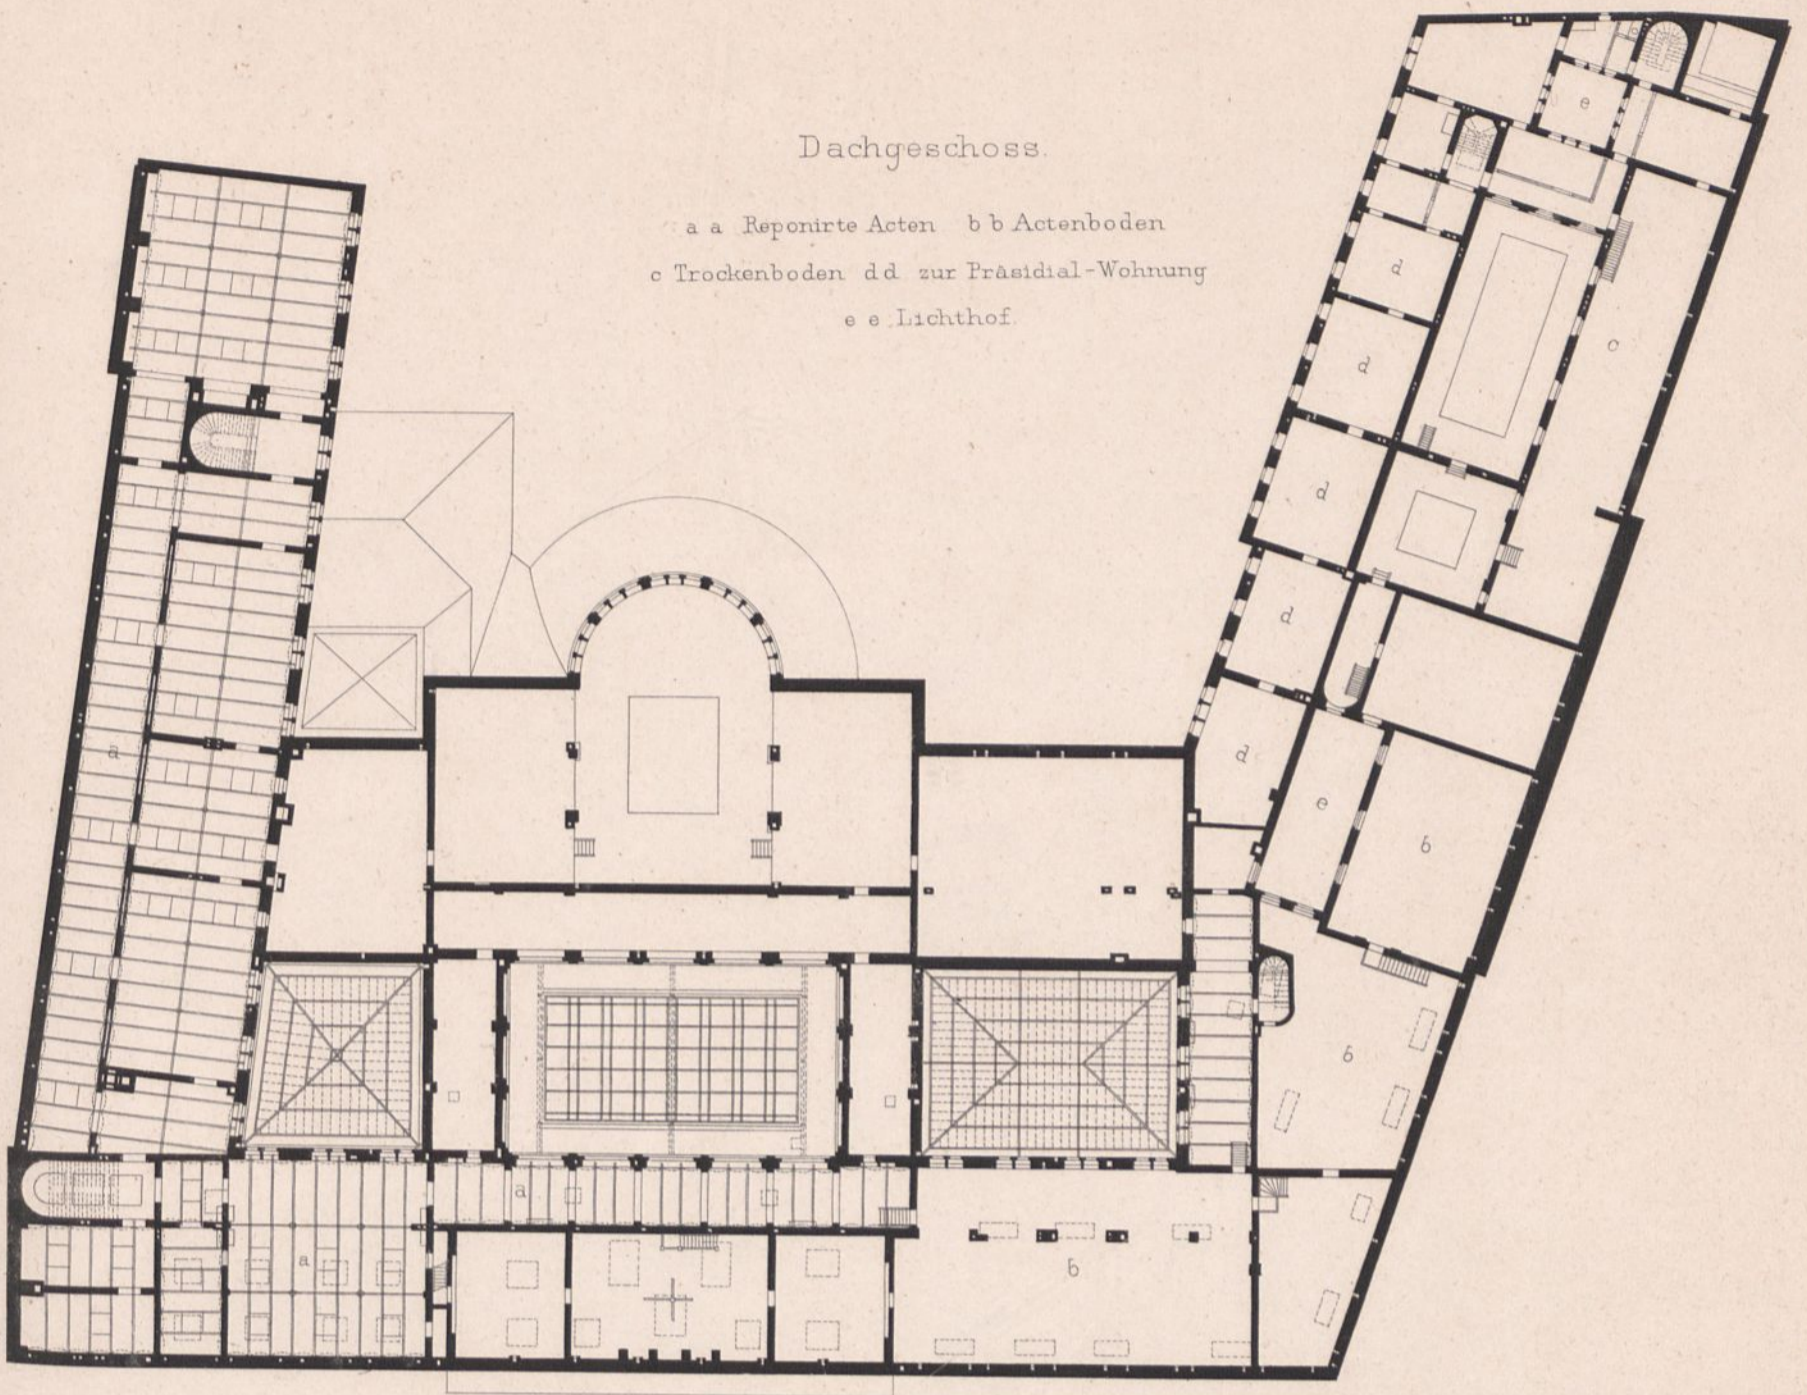 Dachgeschoss.
a a Reponirte Acten b b Actenboden
c Trockenboden d d zur Präsidial-Wohnung
e e Lichthof.
e
d
c
d
d
d
a
d
e
b
b
a
a
b